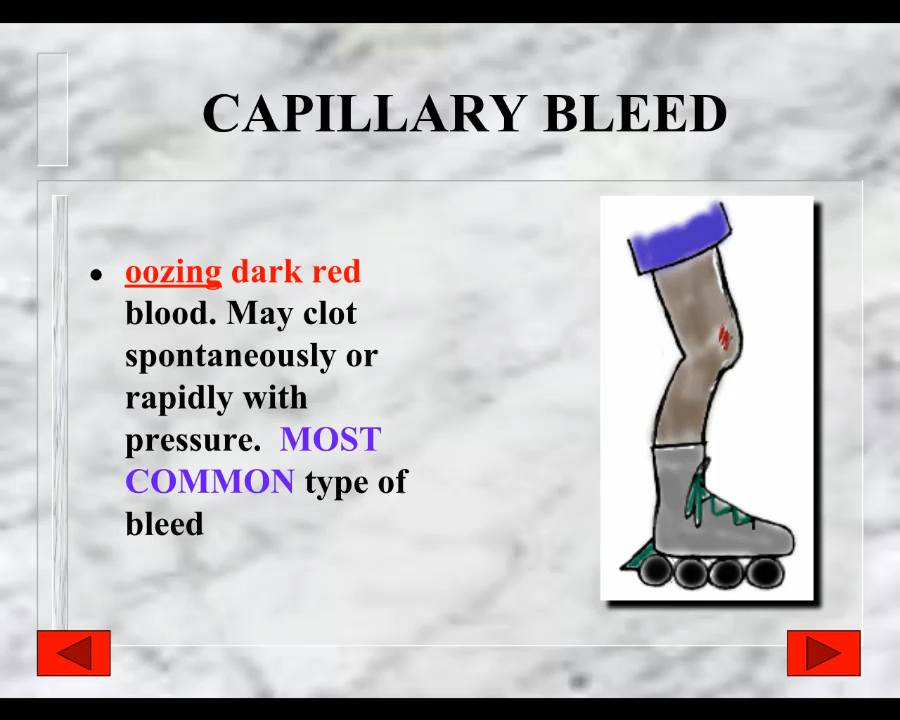 CAPILLARY BLEED
• oozing dark red
blood. May clot
spontaneously or
rapidly with
pressure.  MOST
COMMON type of
bleed